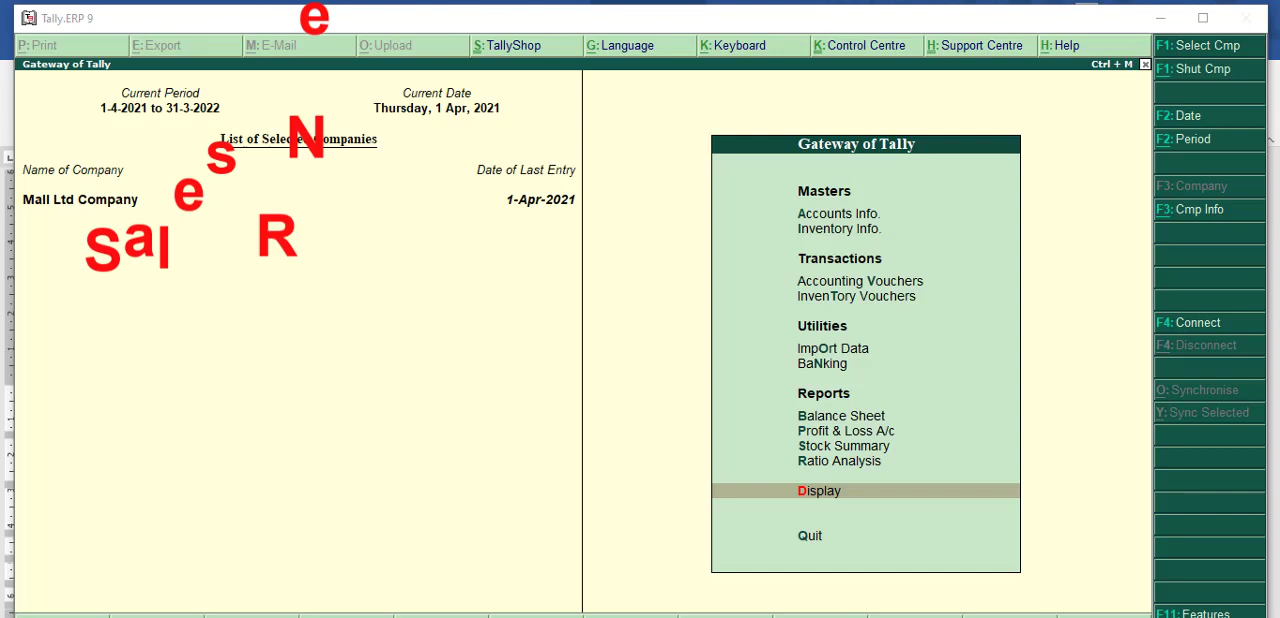 Tally.ERP 9
P: Print E: Export M: E-Mail O: Upload S: TallyShop G: Language K: Keyboard K: Control Centre H: Support Centre H: Help
Gateway of Tally Ctrl + M
Current Period Current Date
1-4-2021 to 31-3-2022 Thursday, 1 Apr, 2021
List of Selected Companies
Name of Company Date of Last Entry
Mall Ltd Company 1-Apr-2021
e
N
s
e
R
Sal
Gateway of Tally
Masters
Accounts Info.
Inventory Info.
Transactions
Accounting Vouchers
InvenTory Vouchers
Utilities
ImpOrt Data
BaNking
Reports
Balance Sheet
Profit & Loss A/c
Stock Summary
Ratio Analysis
Display
Quit
F1: Select Cmp
F1: Shut Cmp
F2: Date
F2: Period
F3: Company
F3: Cmp Info
F4: Connect
F4: Disconnect
O: Synchronise
Y: Sync Selected
F11: Features